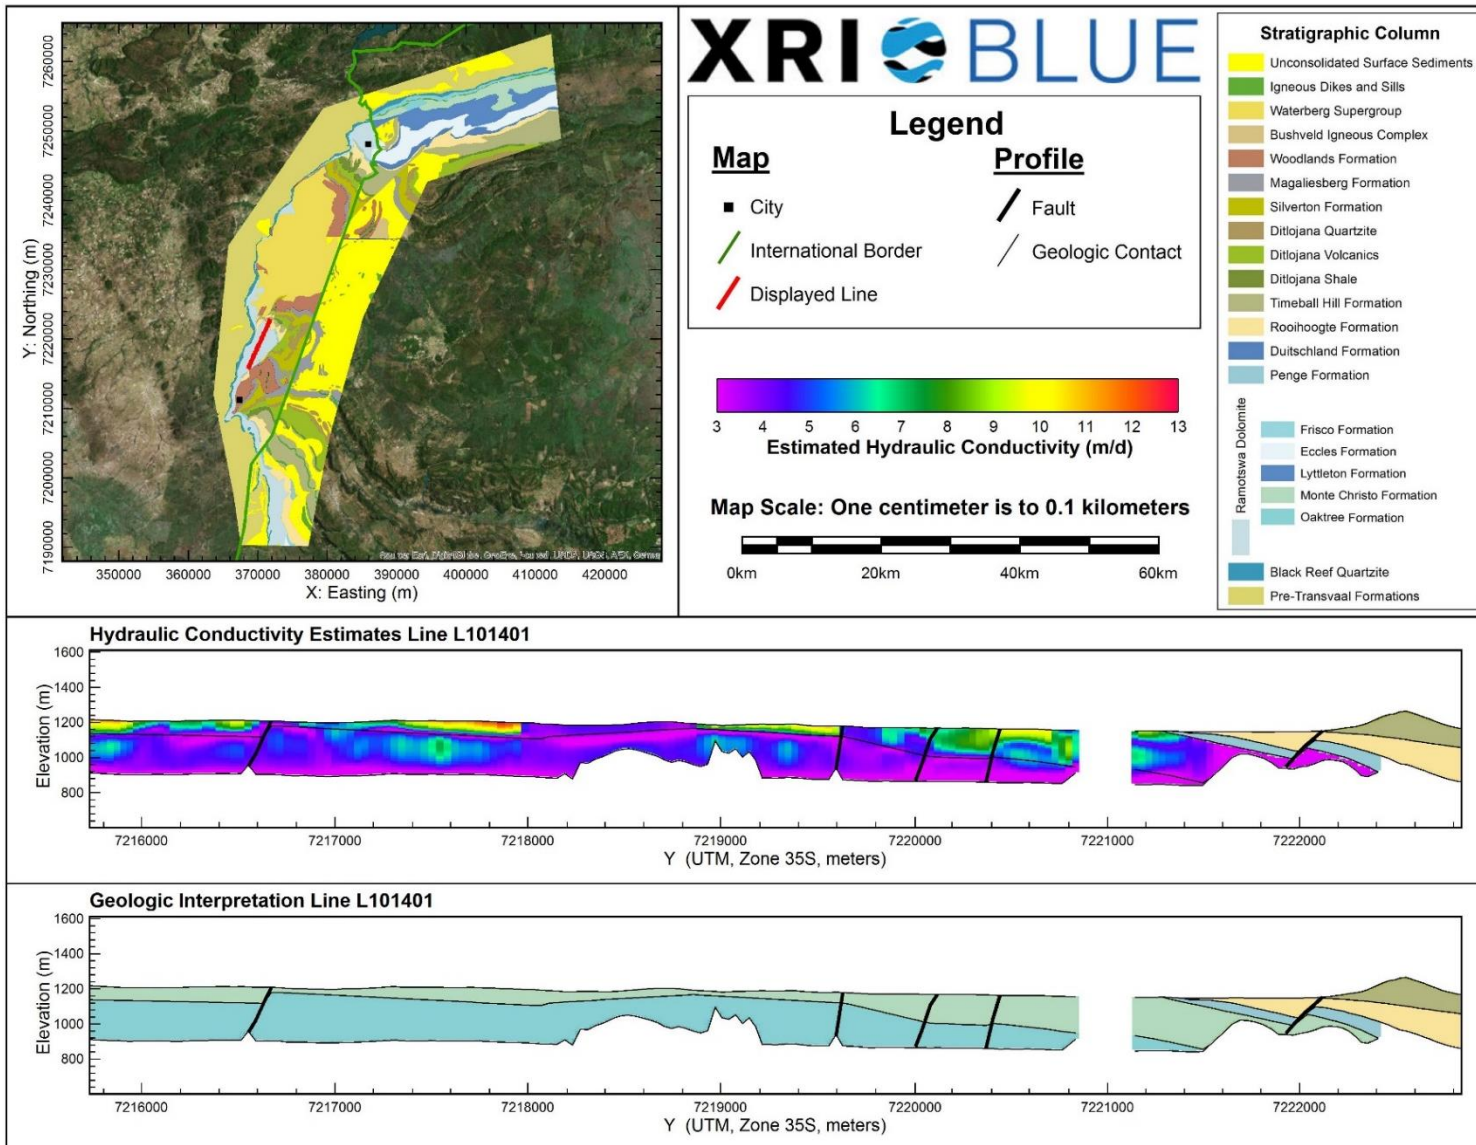 XRI BLUE
Legend
Map
City
International Border
Displayed Line
Profile
Fault
Geologic Contact
3 4 5 6 7 8 9 10 11 12 13
Estimated Hydraulic Conductivity (m/d)
Map Scale: One centimeter is to 0.1 kilometers
0km 20km 40km 60km
Stratigraphic Column
Unconsolidated Surface Sediments
Igneous Dikes and Sills
Waterberg Supergroup
Bushveld Igneous Complex
Woodlands Formation
Magaliesberg Formation
Silverton Formation
Ditlojana Quartzite
Ditlojana Volcanics
Ditlojana Shale
Timeball Hill Formation
Rooihoogte Formation
Duitschland Formation
Penge Formation
Ramotswa Dolomite
Frisco Formation
Eccles Formation
Lyttleton Formation
Monte Christo Formation
Oaktree Formation
Black Reef Quartzite
Pre-Transvaal Formations
Y: Northing (m)
7260000
7250000
7240000
7230000
7220000
7210000
7200000
7190000
350000 360000 370000 380000 390000 400000 410000 420000
X: Easting (m)
Hydraulic Conductivity Estimates Line L101401
Elevation (m)
1600
1400
1200
1000
800
7216000 7217000 7218000 7219000 7220000 7221000 7222000
Y (UTM, Zone 35S, meters)
Geologic Interpretation Line L101401
Elevation (m)
1600
1400
1200
1000
800
7216000 7217000 7218000 7219000 7220000 7221000 7222000
Y (UTM, Zone 35S, meters)